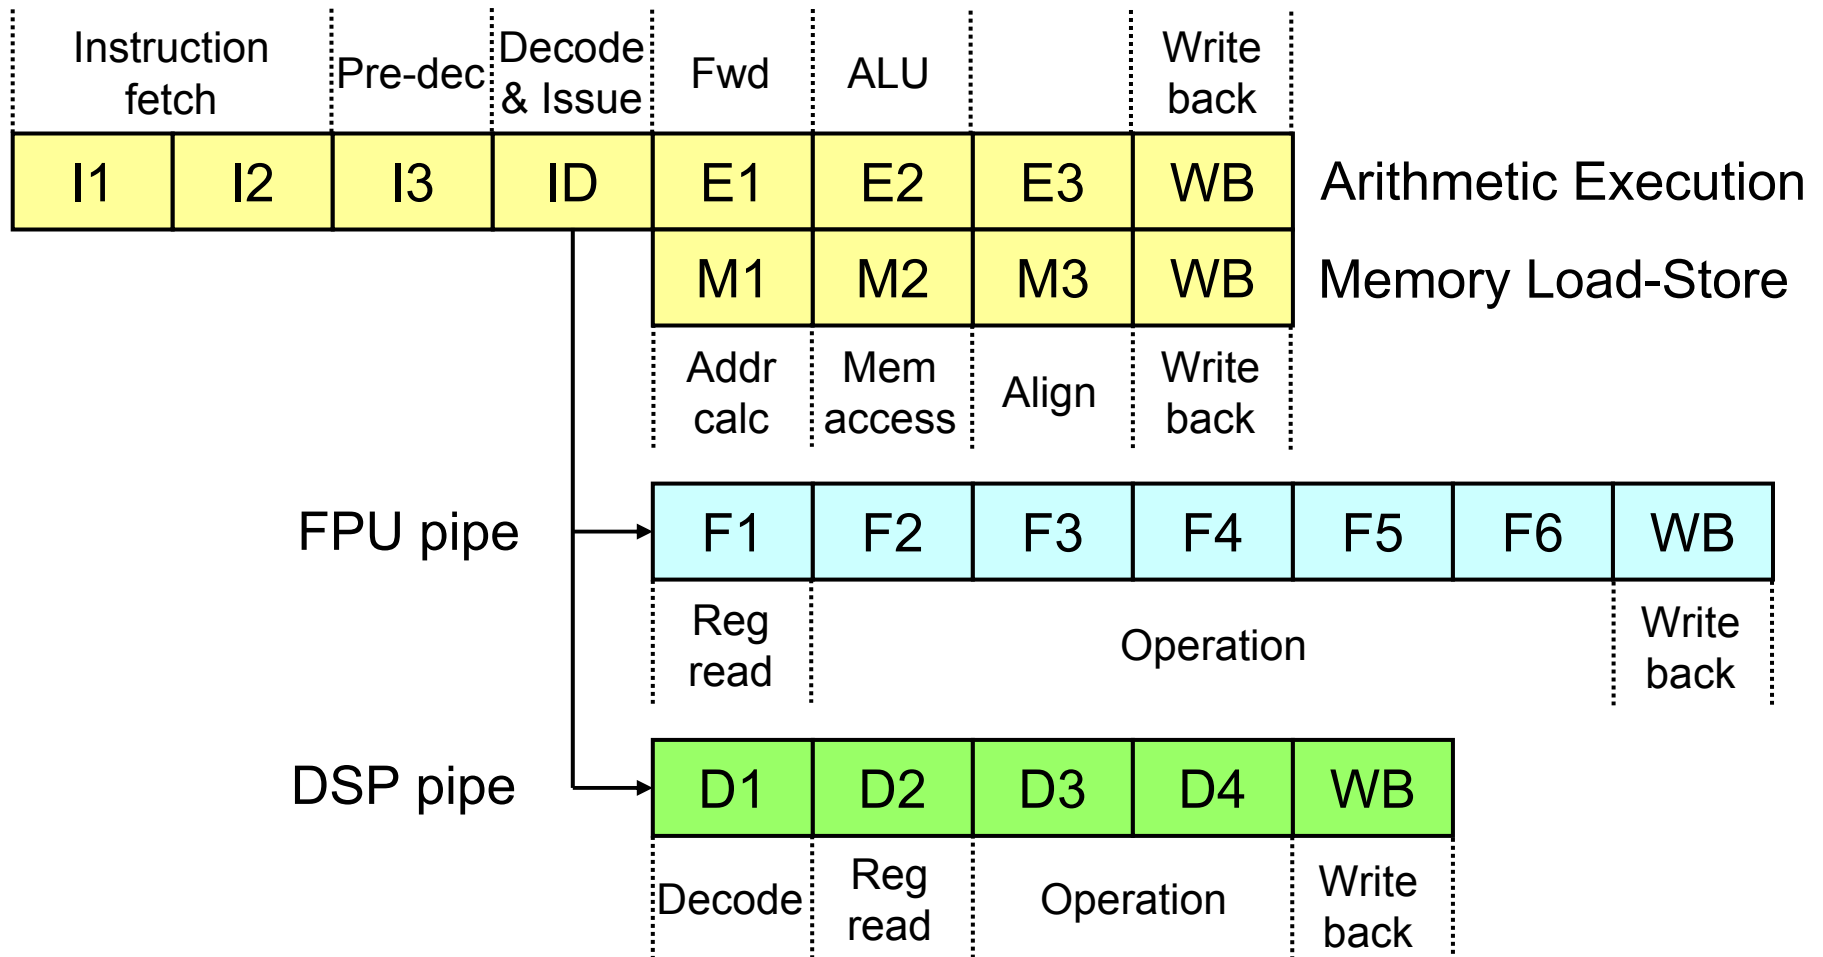 Instruction
fetch
Pre-dec
Decode
& Issue
Fwd
ALU
Write
back
I1 I2 I3 ID E1 E2 E3 WB Arithmetic Execution
M1 M2 M3 WB Memory Load-Store
Addr
calc
Mem
access
Align
Write
back
FPU pipe F1 F2 F3 F4 F5 F6 WB
Reg
read
Operation
Write
back
DSP pipe D1 D2 D3 D4 WB
Decode
Reg
read
Operation
Write
back